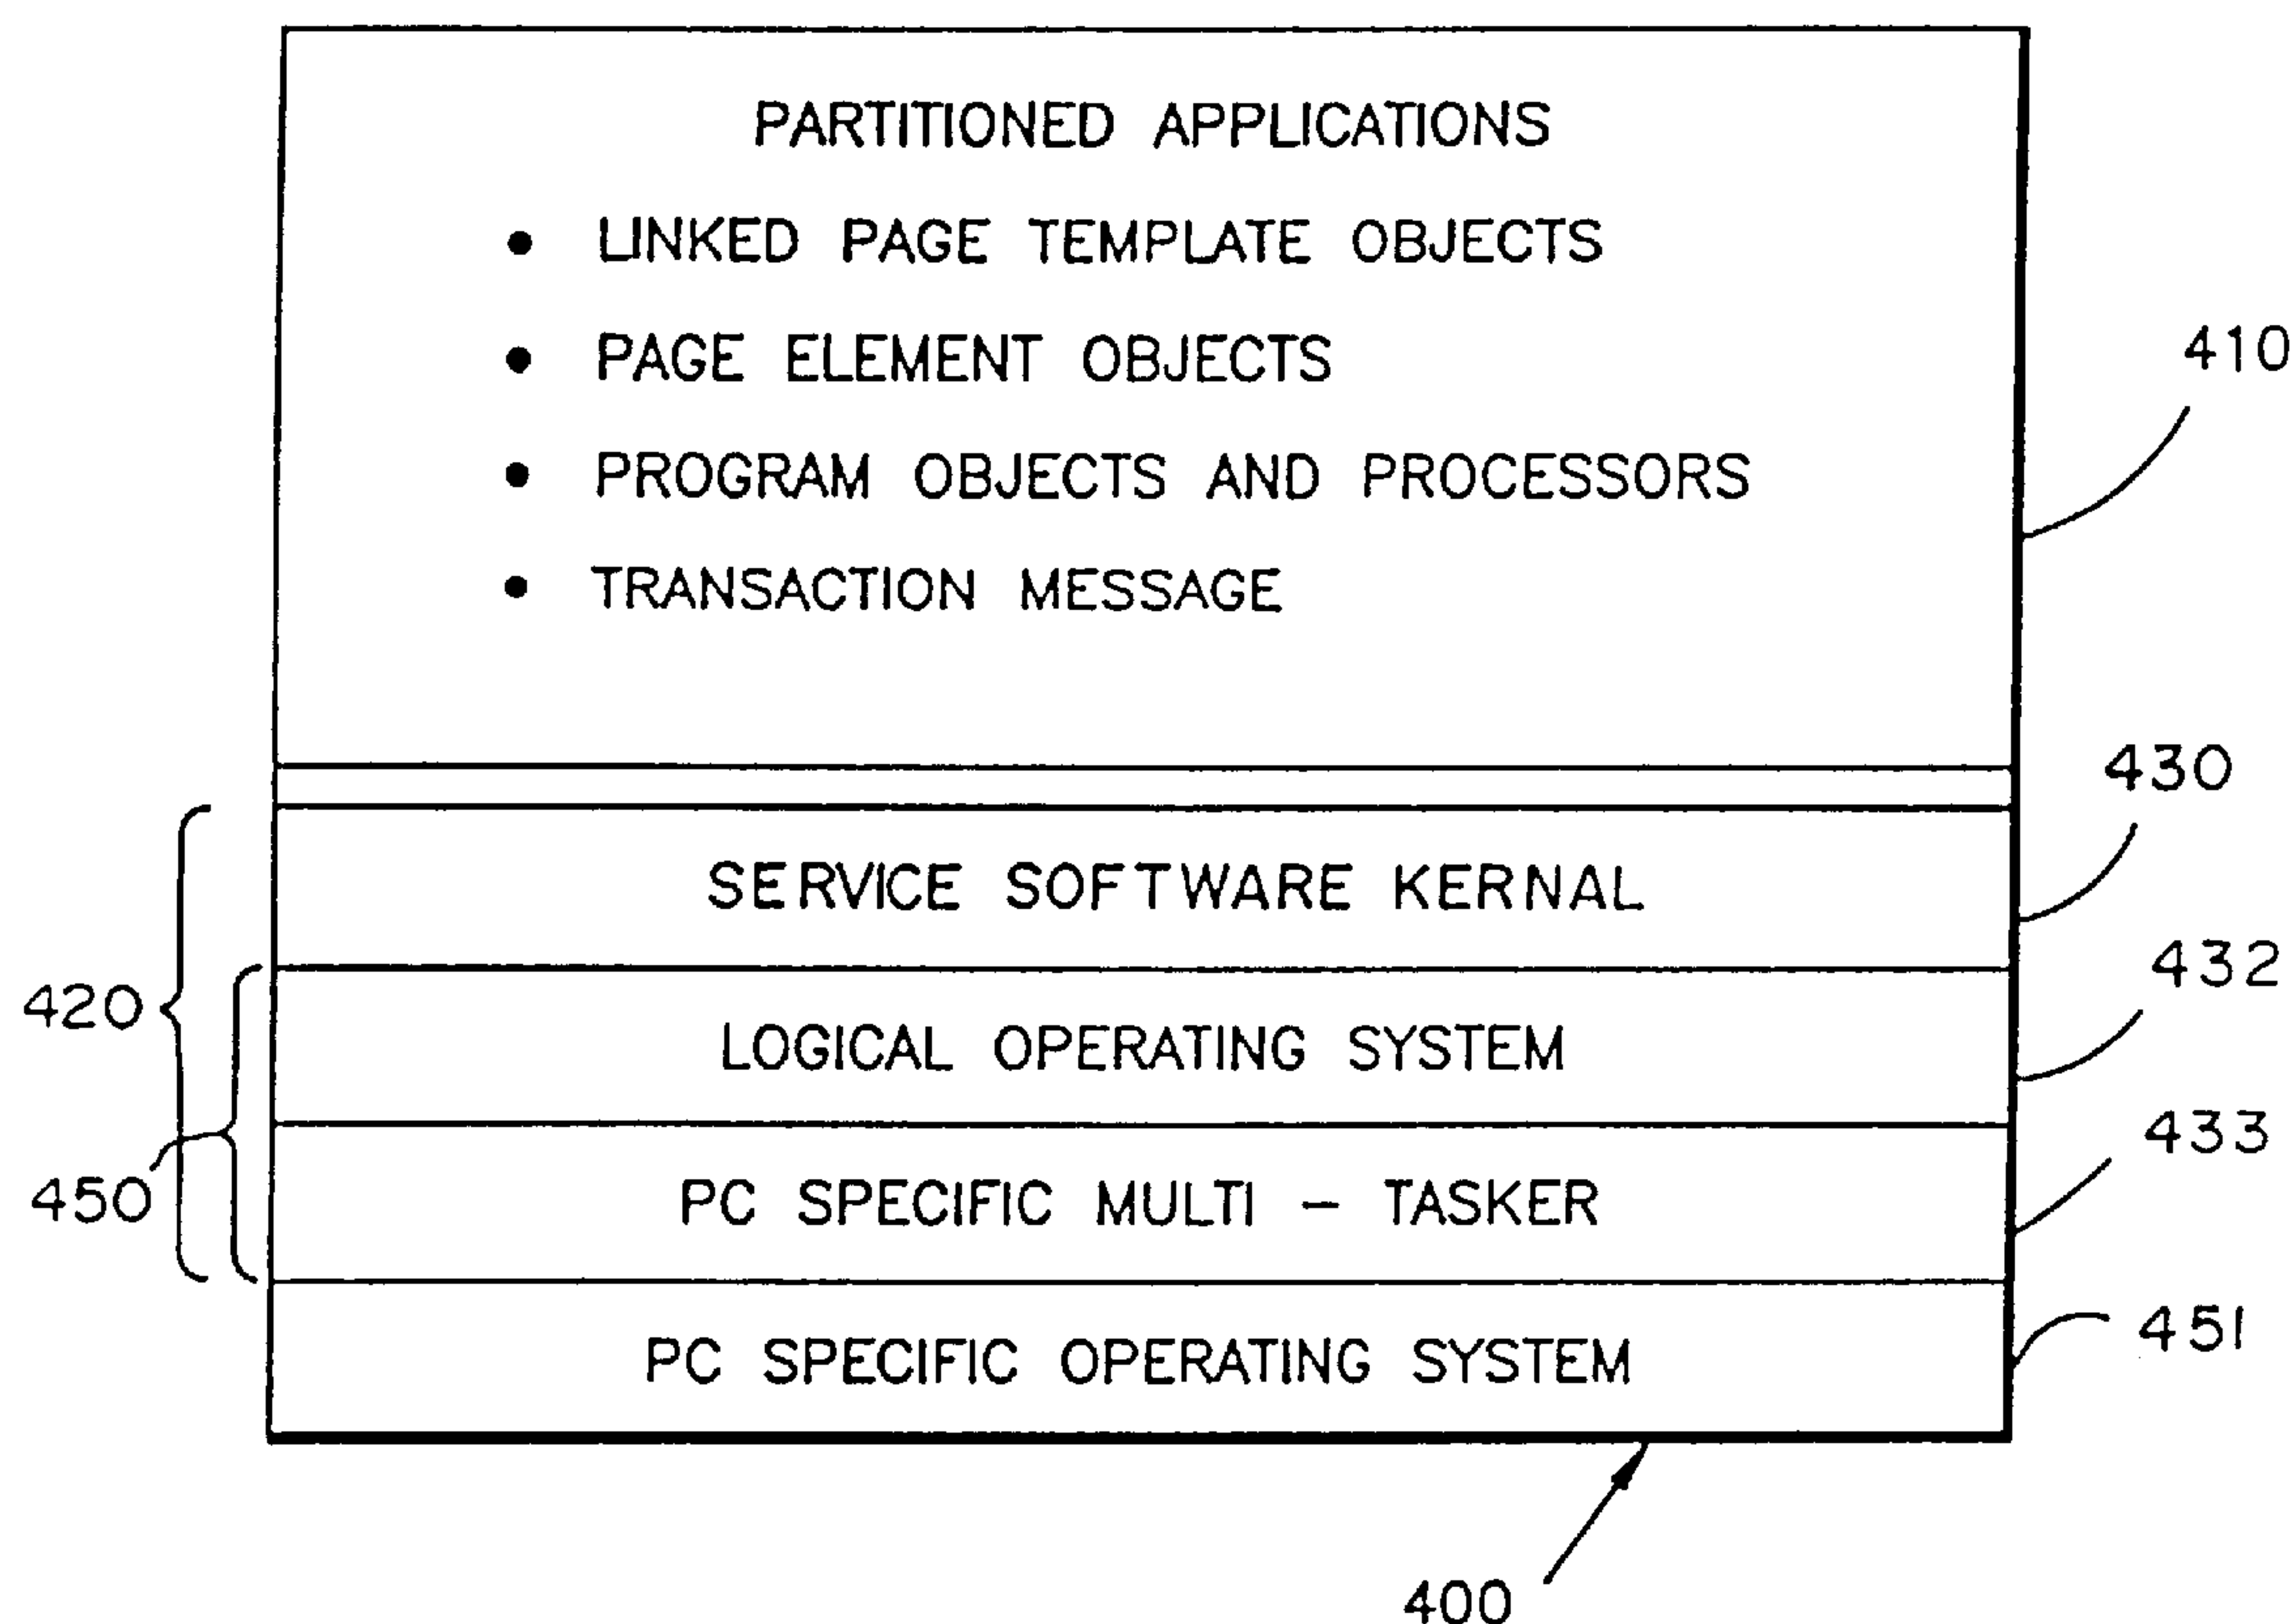 PARTITIONED APPLICATIONS
• LINKED PAGE TEMPLATE OBJECTS
• PAGE ELEMENT OBJECTS
• PROGRAM OBJECTS AND PROCESSORS
• TRANSACTION MESSAGE
410
430
SERVICE SOFTWARE KERNAL
432
420
LOGICAL OPERATING SYSTEM
433
450
PC SPECIFIC MULTI - TASKER
451
PC SPECIFIC OPERATING SYSTEM
400